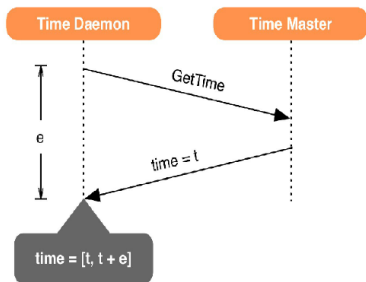 Time Daemon
Time Master
GetTime
e
time = t
time = [t, t + e]